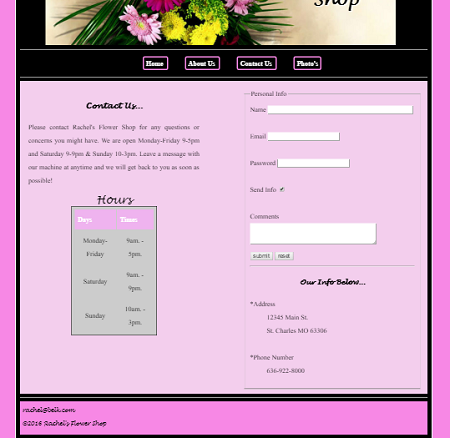 Shop
Home About Us Contact Us Photo's
Contact Us...
Please contact Rachel's Flower Shop for any questions or
concerns you might have. We are open Monday-Friday 9-5pm
and Saturday 9-9pm & Sunday 10-3pm. Leave a message with
our machine at anytime and we will get back to you as soon as
possible!
Hours
Days Times
Monday- 9am. -
Friday 5pm.
Saturday 9am. -
9pm.
Sunday 10am. -
3pm.
Personal Info
Name
Email
Password
Send Info
Comments
submit reset
Our Info Below...
*Address
12345 Main St.
St. Charles MO 63306
*Phone Number
636-922-8000
rachel@belk.com
©2016 Rachel's Flower Shop